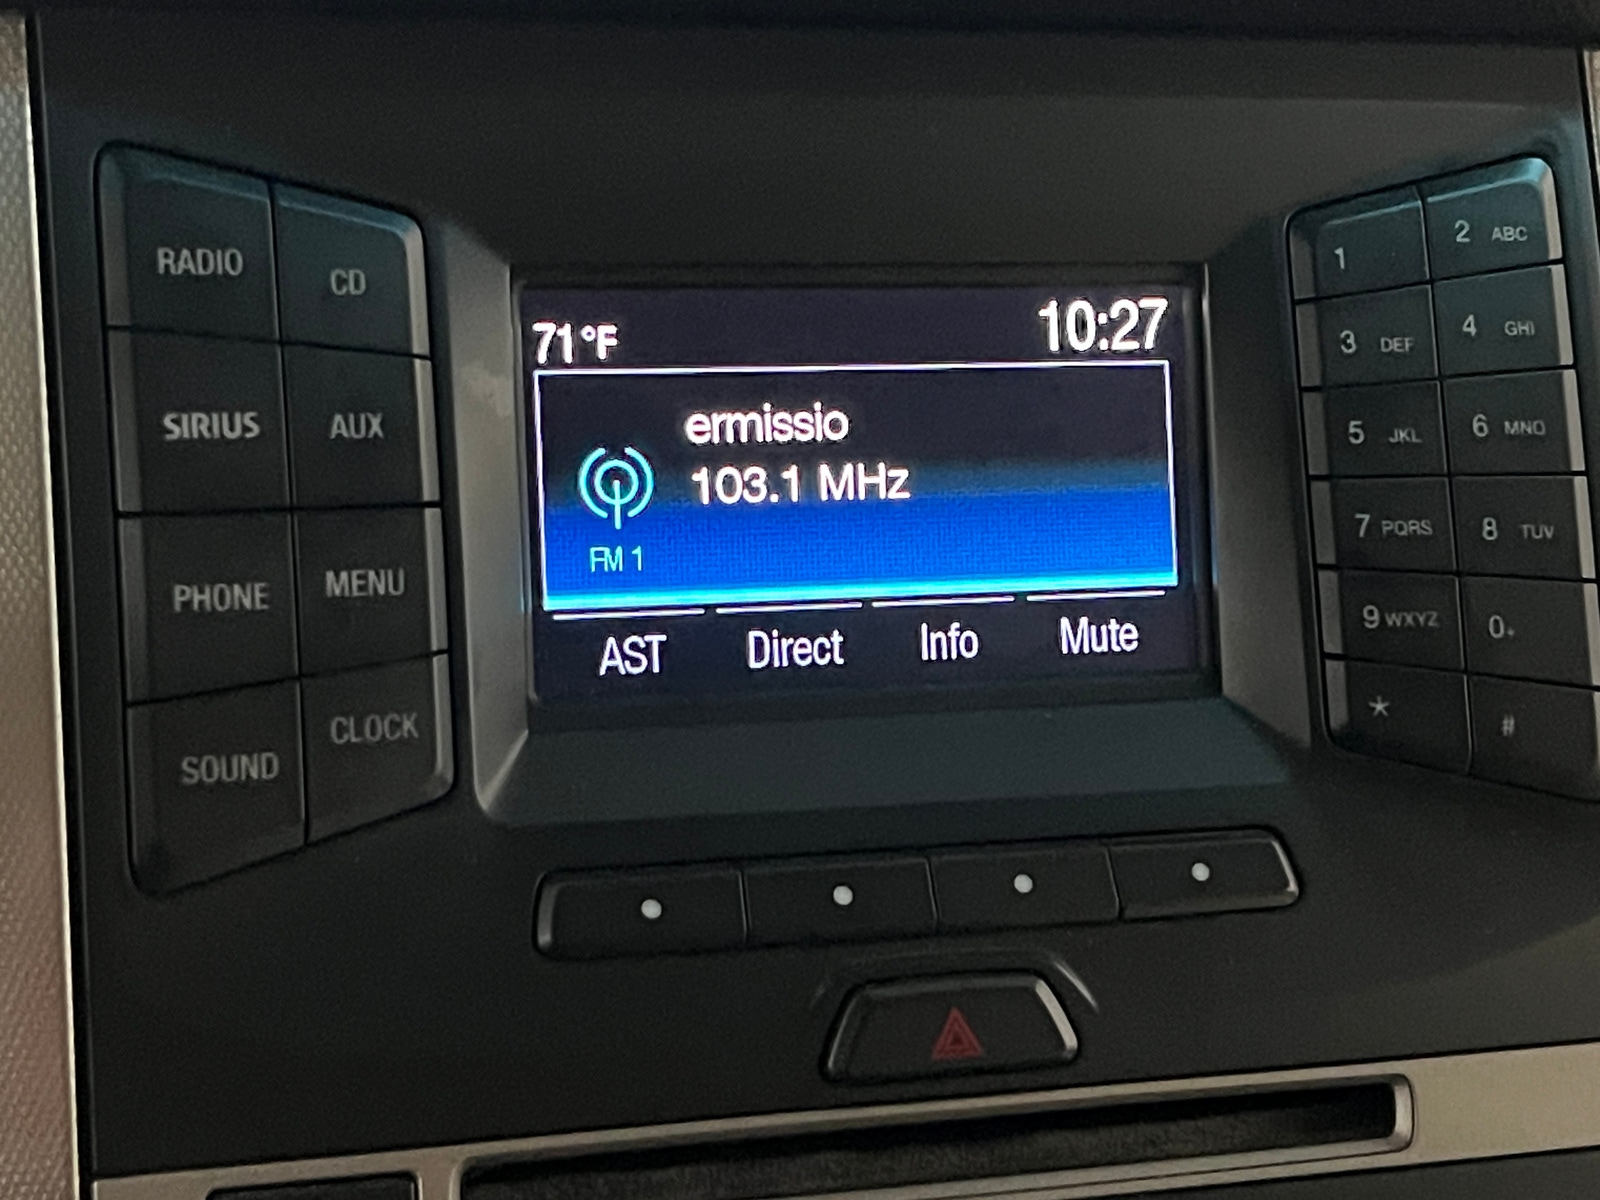 RADIO CD
SIRIUS AUX
PHONE MENU
SOUND CLOCK
71°F 10:27
ermissio
103.1 MHz
FM 1
AST Direct Info Mute
1 2 ABC
3 DEF 4 GHI
5 JKL 6 MNO
7 PQRS 8 TUV
9 WXYZ 0+
* #